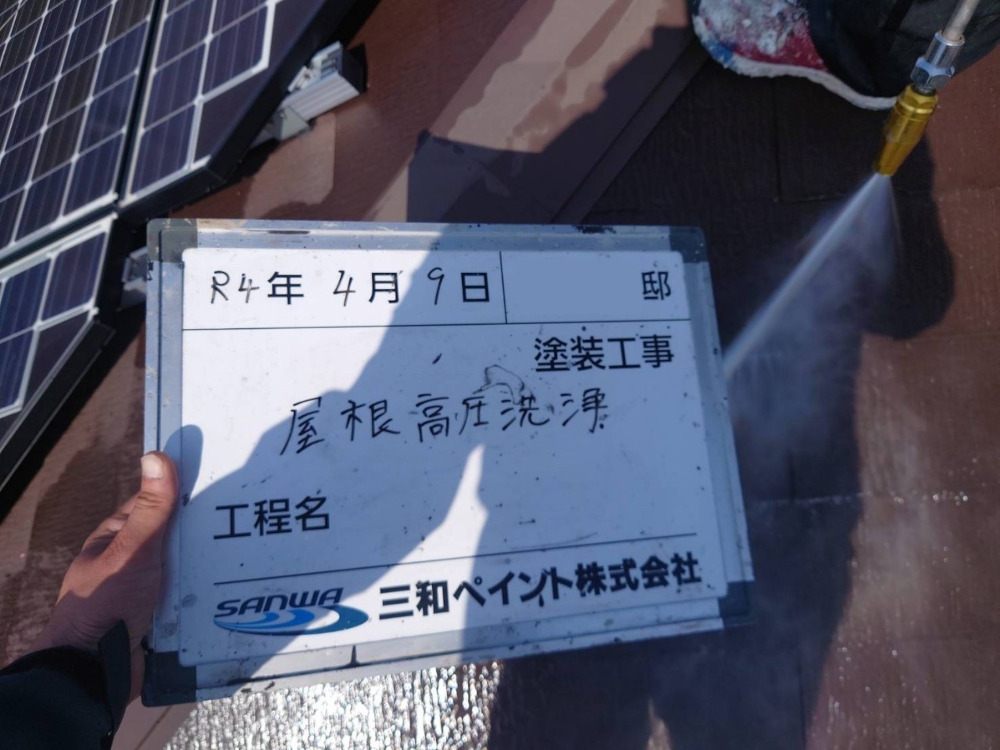 R4年 4月 9日 邸
塗装工事
屋根高圧洗浄
工程名
SANWA 三和ペイント株式会社